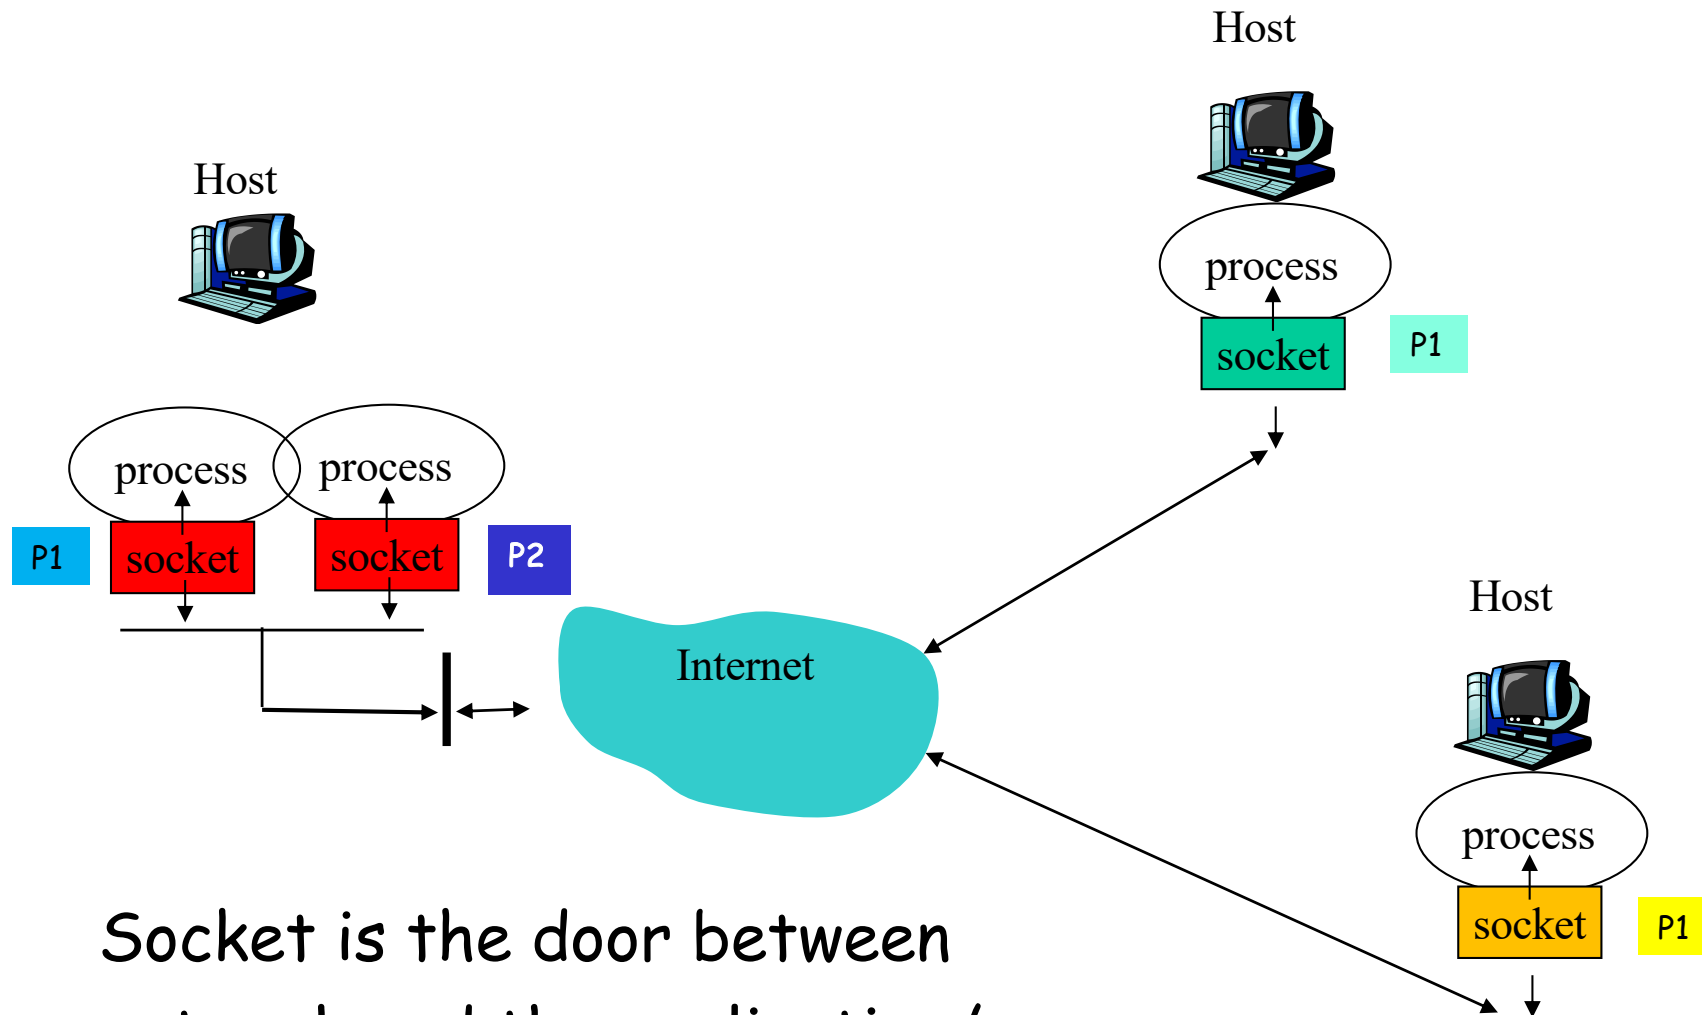 Host
Host
process
socket
P1
process
process
P1
socket
socket
P2
Internet
Host
process
socket
P1
Socket is the door between